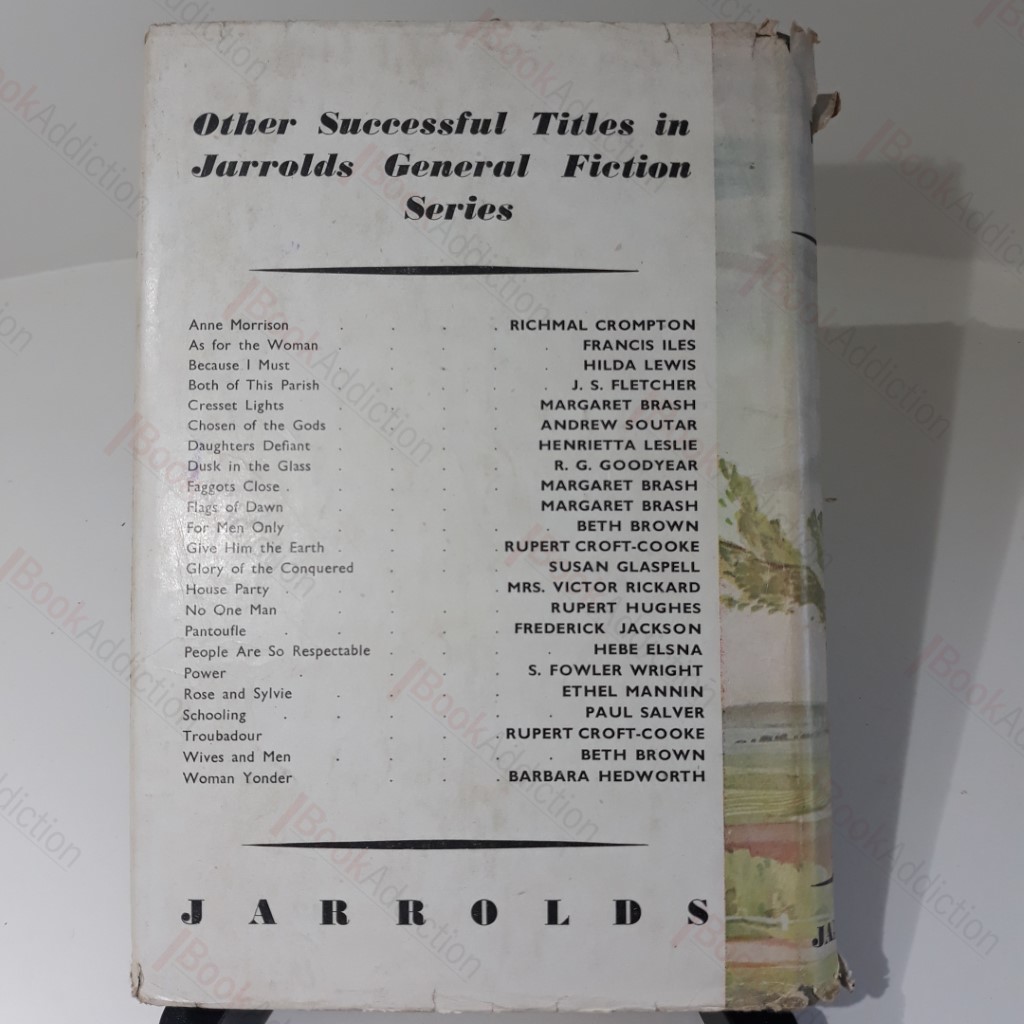 Other Successful Titles in
Jarrolds General Fiction
Series
Anne Morrison . . . . RICHMAL CROMPTON
As for the Woman . . . . . FRANCIS ILES
Because I Must . . . . . HILDA LEWIS
Both of This Parish . . . . . J. S. FLETCHER
Cresset Lights . . . . MARGARET BRASH
Chosen of the Gods . . . . ANDREW SOUTAR
Daughters Defiant . . . . HENRIETTA LESLIE
Dusk in the Glass . . . . . R. G. GOODYEAR
Faggots Close . . . . . MARGARET BRASH
Flags of Dawn . . . . MARGARET BRASH
For Men Only . . . . . BETH BROWN
Give Him the Earth . . . . RUPERT CROFT-COOKE
Glory of the Conquered . . . . SUSAN GLASPELL
House Party . . . . . MRS. VICTOR RICKARD
No One Man . . . . . RUPERT HUGHES
Pantoufle . . . . . FREDERICK JACKSON
People Are So Respectable . . . . HEBE ELSNA
Power . . . . . S. FOWLER WRIGHT
Rose and Sylvie . . . . . ETHEL MANNIN
Schooling . . . . . . PAUL SALVER
Troubadour . . . . RUPERT CROFT-COOKE
Wives and Men . . . . . BETH BROWN
Woman Yonder . . . BARBARA HEDWORTH
JARROLDS
BookAddiction